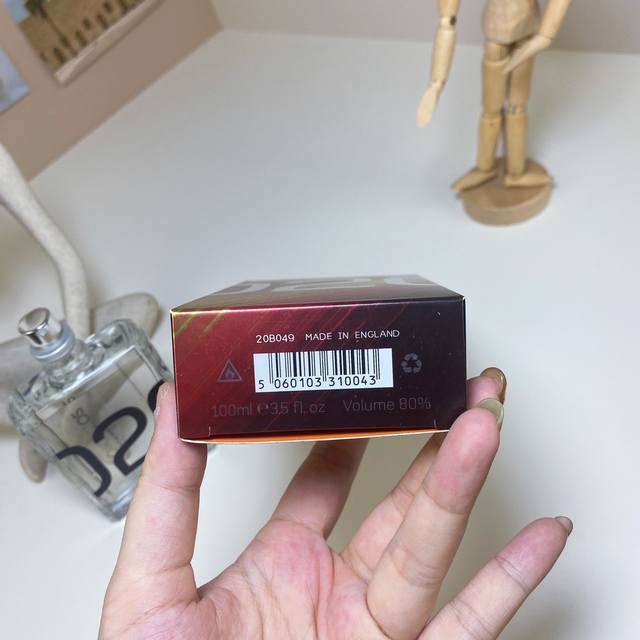 20B049 MADE IN ENGLAND
5 060103 310043
100ml e 3.5 fl. oz Volume 80%